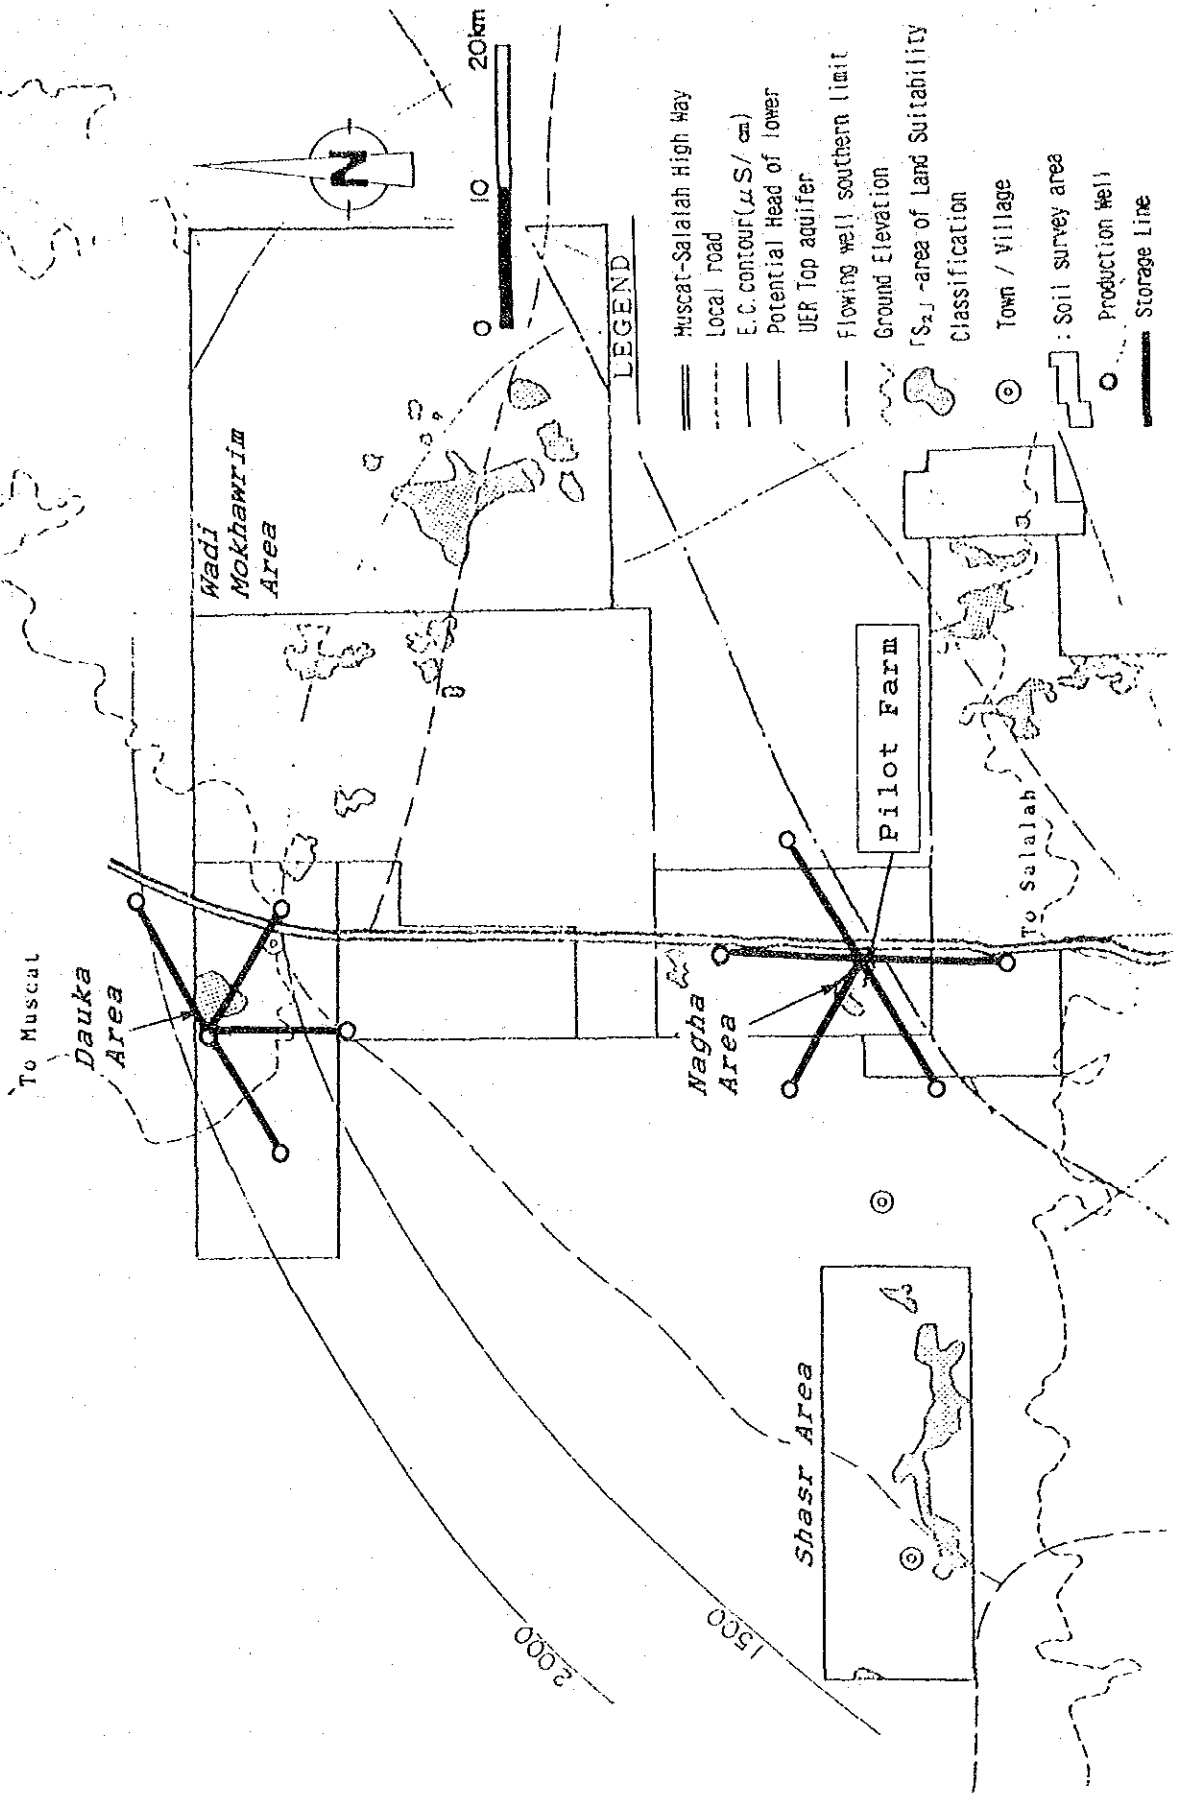 To Muscat
Dauka
Area
Wadi
Mokhawrim
Area
N
0 10 20km
LEGEND
Muscat-Salalah High Way
Local road
E.C.contour(μS/cm)
Potential Head of lower
UER Top aquifer
Flowing well southern limit
Ground Elevation
「S₂」-area of Land Suitability
Classification
Town / Village
: Soil survey area
Production Well
Storage Line
Nagha
Area
Pilot Farm
To Salalah
Shasr Area
2000
1500